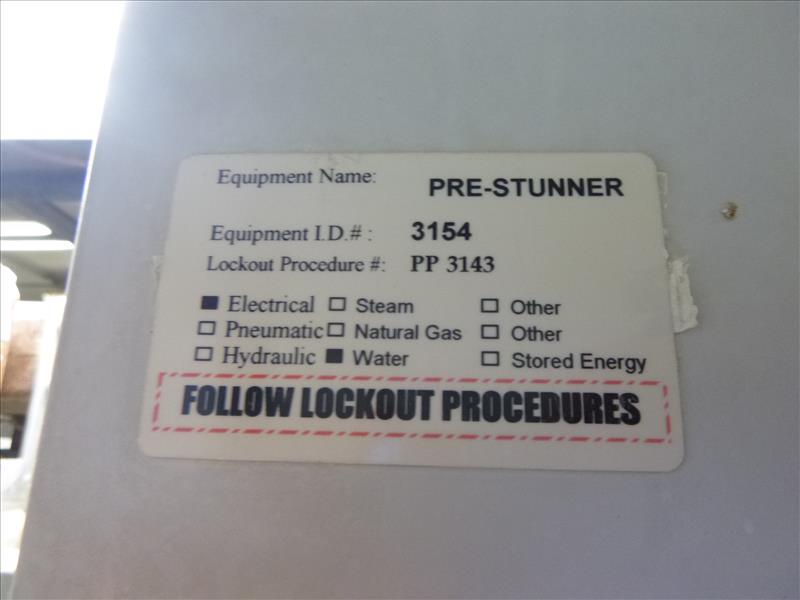 Equipment Name: PRE-STUNNER
Equipment I.D.# : 3154
Lockout Procedure #: PP 3143
■ Electrical □ Steam □ Other
□ Pneumatic □ Natural Gas □ Other
□ Hydraulic ■ Water □ Stored Energy
FOLLOW LOCKOUT PROCEDURES